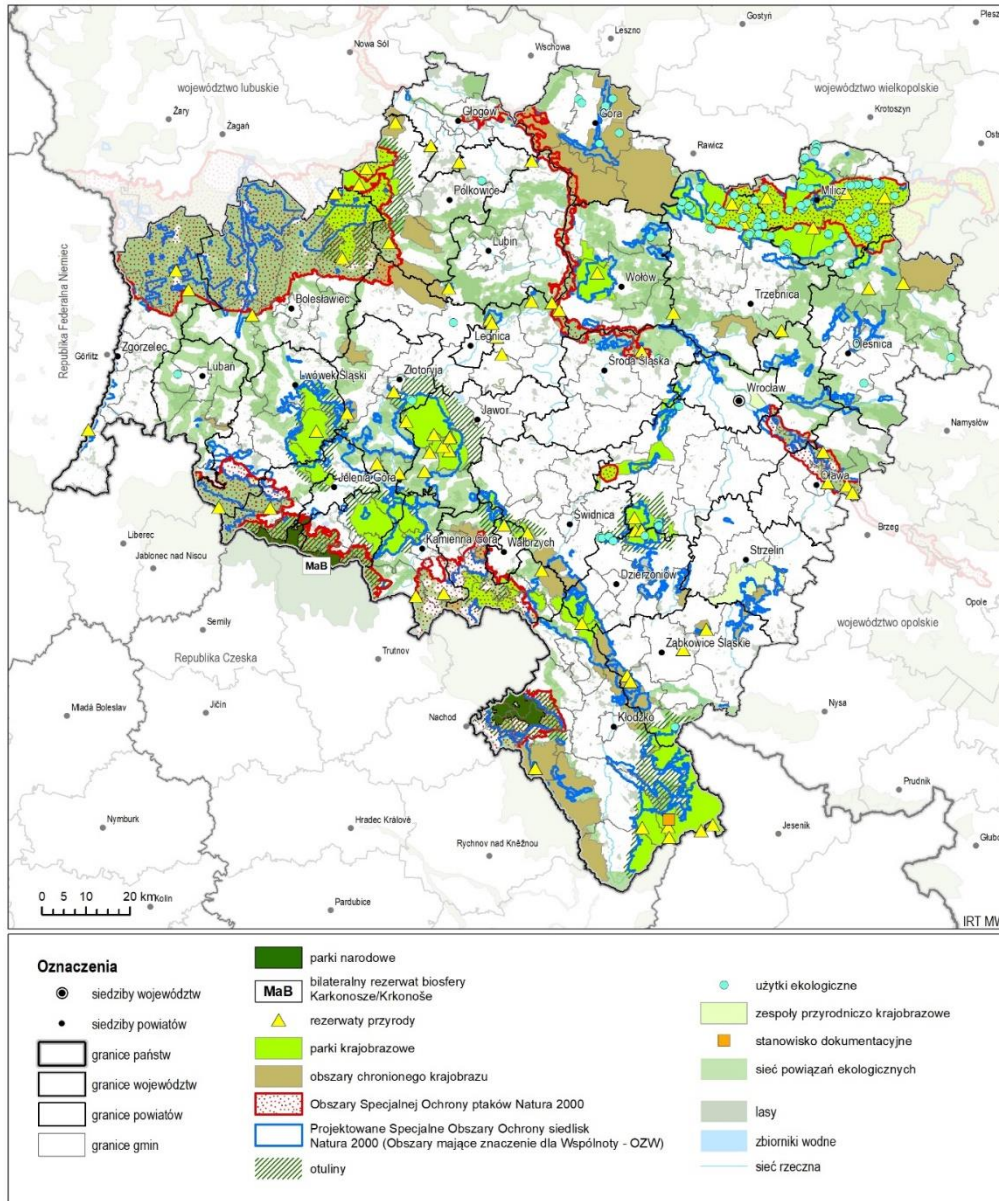 Gostyń
Leszno
Nowa Sól
Wschowa
województwo lubuskie
województwo wielkopolskie
Żary
Żagań
Głogów
Góra
Krotoszyn
Rawicz
Polkowice
Milicz
Lubin
Wołów
Trzebnica
Republika Federalna Niemiec
Bolesławiec
Legnica
Oleśnica
Görlitz
Zgorzelec
Środa Śląska
Lubań
Lwówek Śląski
Złotoryja
Wrocław
Jawor
Namysłów
Jelenia Góra
Oława
Świdnica
Brzeg
Liberec
Kamienna Góra
Wałbrzych
Strzelin
Jablonec nad Nisou
MaB
Dzierżoniów
Opole
Semily
województwo opolskie
Ząbkowice Śląskie
Republika Czeska
Trutnov
Mladá Boleslav
Jičín
Nachod
Kłodzko
Nysa
Prudnik
Nymburk
Hradec Králové
Jesenik
Rychnov nad Kněžnou
0 5 10 20 km
Kolin
Pardubice
IRT MW
Oznaczenia
siedziby województw
siedziby powiatów
granice państw
granice województw
granice powiatów
granice gmin
parki narodowe
MaB
bilateralny rezerwat biosfery
Karkonosze/Krkonoše
rezerwaty przyrody
parki krajobrazowe
obszary chronionego krajobrazu
Obszary Specjalnej Ochrony ptaków Natura 2000
Projektowane Specjalne Obszary Ochrony siedlisk
Natura 2000 (Obszary mające znaczenie dla Wspólnoty - OZW)
otuliny
użytki ekologiczne
zespoły przyrodniczo krajobrazowe
stanowisko dokumentacyjne
sieć powiązań ekologicznych
lasy
zbiorniki wodne
sieć rzeczna